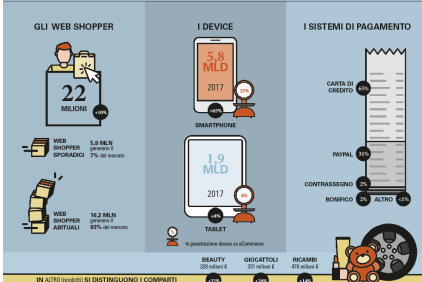 GLI WEB SHOPPER
22
MILIONI
+10%
WEB
SHOPPER
SPORADICI
5,8 MLN
generano il
7% del mercato
WEB
SHOPPER
ABITUALI
16,2 MLN
generano il
93% del mercato
I DEVICE
5,8
MLD
2017
25%
+65%
SMARTPHONE
1,9
MLD
2017
8%
+8%
TABLET
% penetrazione device su eCommerce
I SISTEMI DI PAGAMENTO
CARTA DI
CREDITO
65%
PAYPAL
31%
CONTRASSEGNO
2%
BONIFICO
2%
ALTRO
<1%
BEAUTY
328 milioni €
GIOCATTOLI
331 milioni €
RICAMBI
476 milioni €
IN ALTRO (prodotti) SI DISTINGUONO I COMPARTI